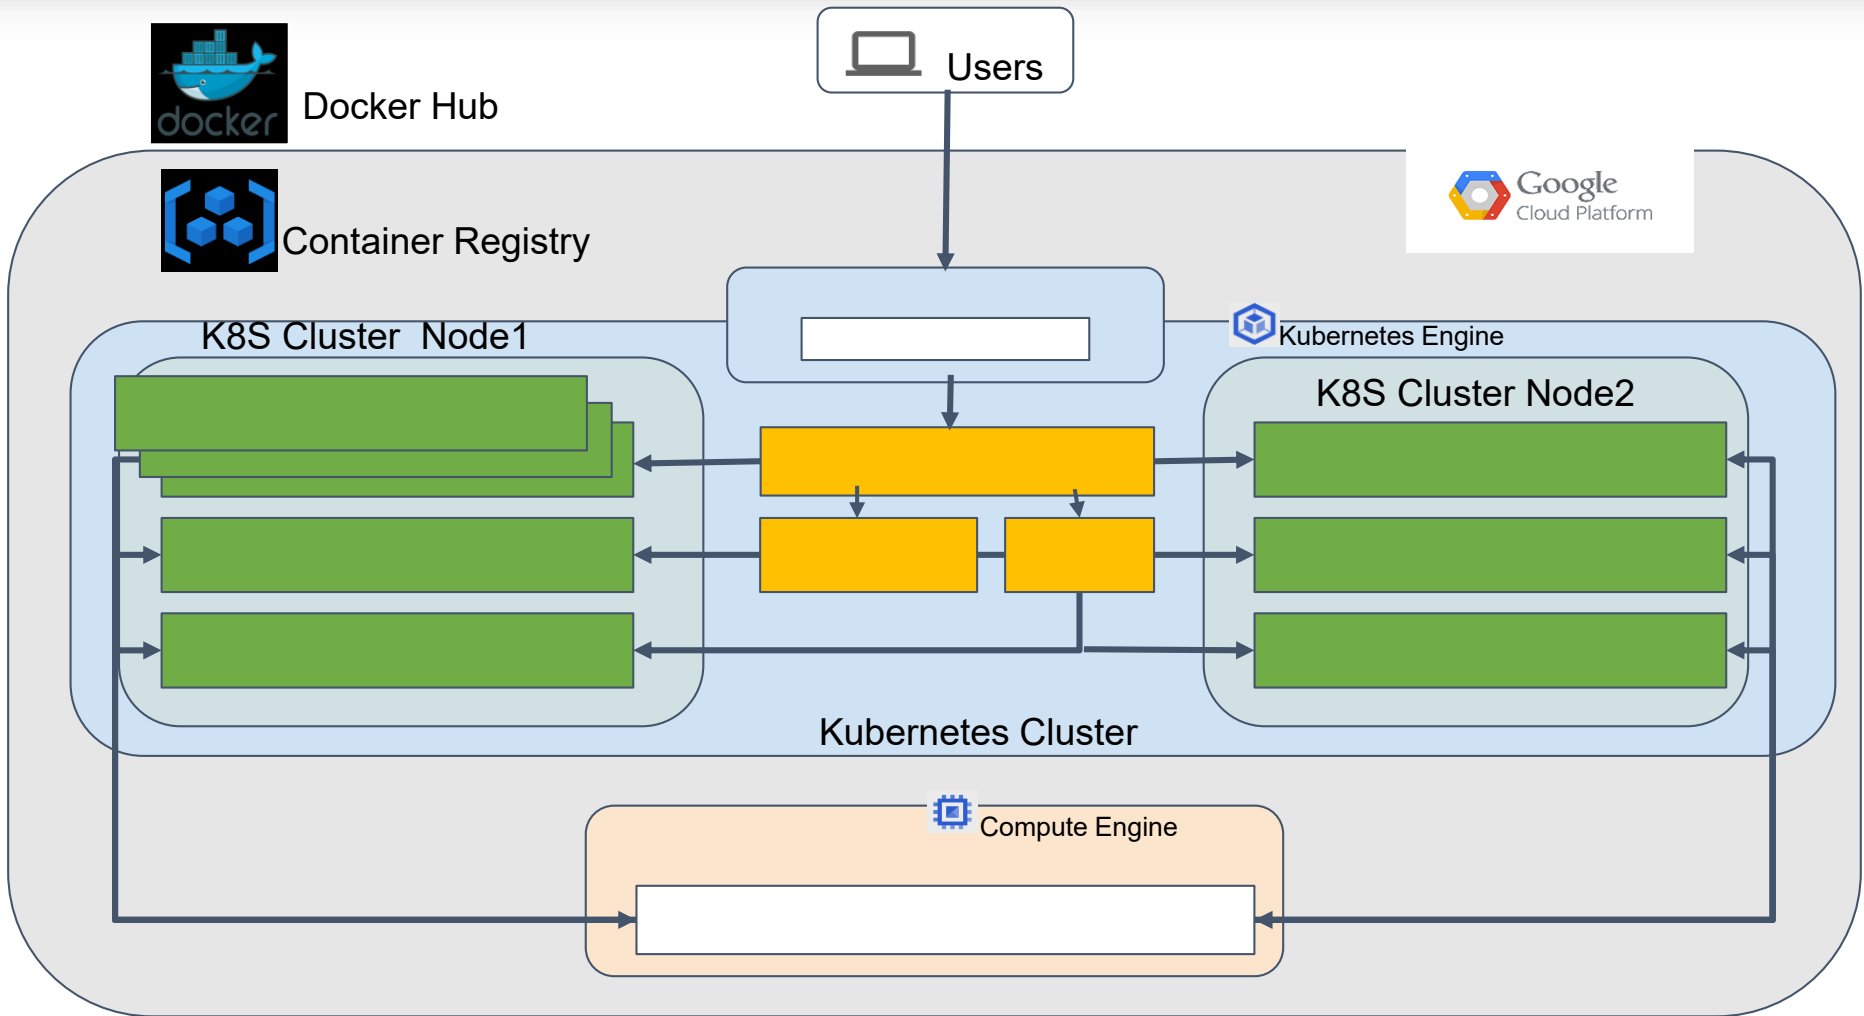 Users
docker
Docker Hub
Google
Cloud Platform
Container Registry
K8S Cluster  Node1
Kubernetes Engine
K8S Cluster Node2
Kubernetes Cluster
Compute Engine